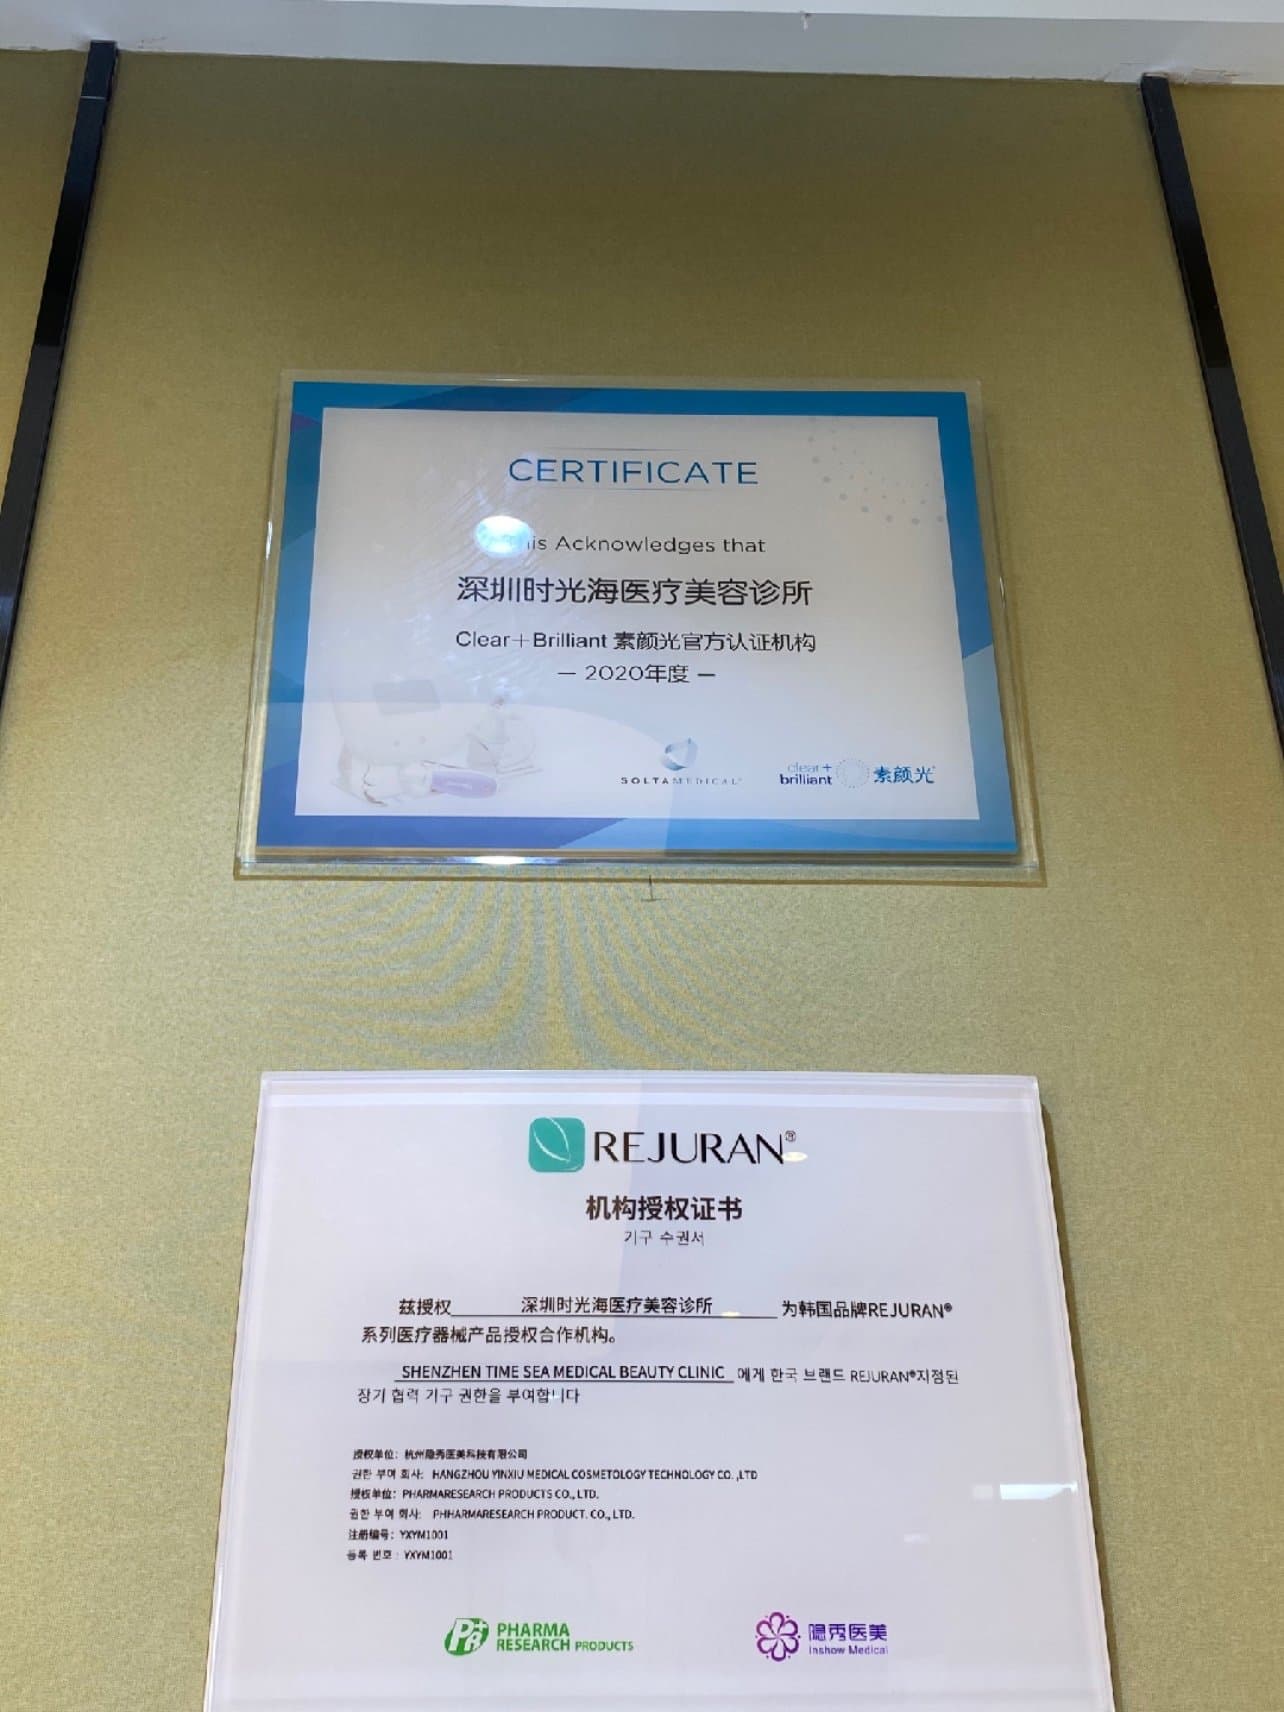 CERTIFICATE
This Acknowledges that
深圳时光海医疗美容诊所
Clear+Brilliant 素颜光官方认证机构
— 2020年度 —
SOLTAMEDICAL
clear+
brilliant 素颜光
REJURAN®
机构授权证书
기구 수권서
兹授权 深圳时光海医疗美容诊所 为韩国品牌REJURAN®
系列医疗器械产品授权合作机构。
SHENZHEN TIME SEA MEDICAL BEAUTY CLINIC 에게 한국 브랜드 REJURAN®지정된
장기 협력 기구 권한을 부여합니다
授权单位：杭州隐秀医美科技有限公司
권한 부여 회사: HANGZHOU YINXIU MEDICAL COSMETOLOGY TECHNOLOGY CO. ,LTD
授权单位：PHARMARESEARCH PRODUCTS CO., LTD.
권한 부여 회사: PHHARMARESEARCH PRODUCT. CO., LTD.
注册编号：YXYM1001
등록 번호 : YXYM1001
PHARMA
RESEARCH PRODUCTS
隐秀医美
Inshow Medical